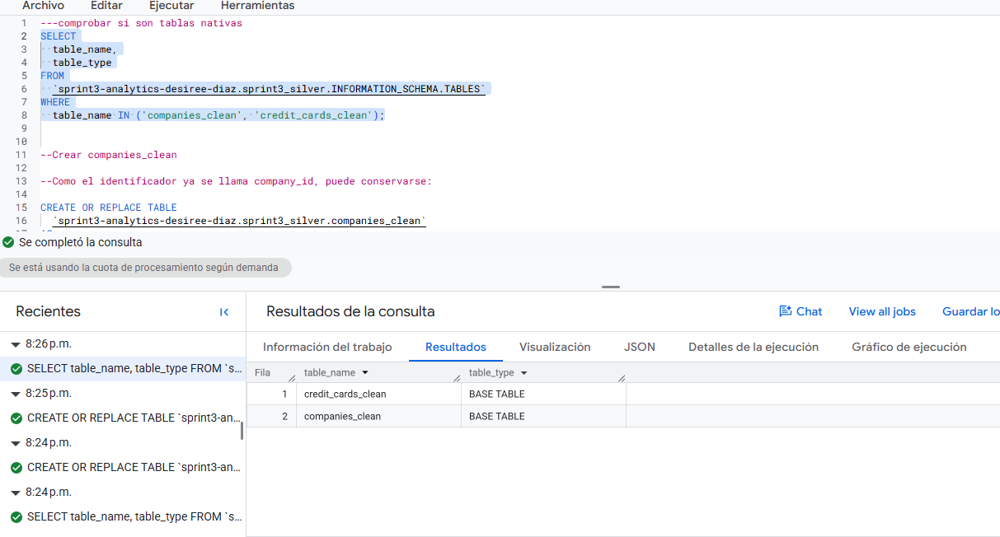 Archivo Editar Ejecutar Herramientas
1 ---comprobar si son tablas nativas
2 SELECT
3 table_name,
4 table_type
5 FROM
6 `sprint3-analytics-desiree-diaz.sprint3_silver.INFORMATION_SCHEMA.TABLES`
7 WHERE
8 table_name IN ('companies_clean', 'credit_cards_clean');
9
10
11 --Crear companies_clean
12
13 --Como el identificador ya se llama company_id, puede conservarse:
14
15 CREATE OR REPLACE TABLE
16 `sprint3-analytics-desiree-diaz.sprint3_silver.companies_clean`
Se completó la consulta
Se está usando la cuota de procesamiento según demanda
Recientes
8:26 p.m.
SELECT table_name, table_type FROM `s...
8:25 p.m.
CREATE OR REPLACE TABLE `sprint3-an...
8:24 p.m.
CREATE OR REPLACE TABLE `sprint3-an...
8:24 p.m.
SELECT table_name, table_type FROM `s...
Resultados de la consulta
Chat View all jobs Guardar lo
Información del trabajo Resultados Visualización JSON Detalles de la ejecución Gráfico de ejecución
Fila table_name table_type
1 credit_cards_clean BASE TABLE
2 companies_clean BASE TABLE